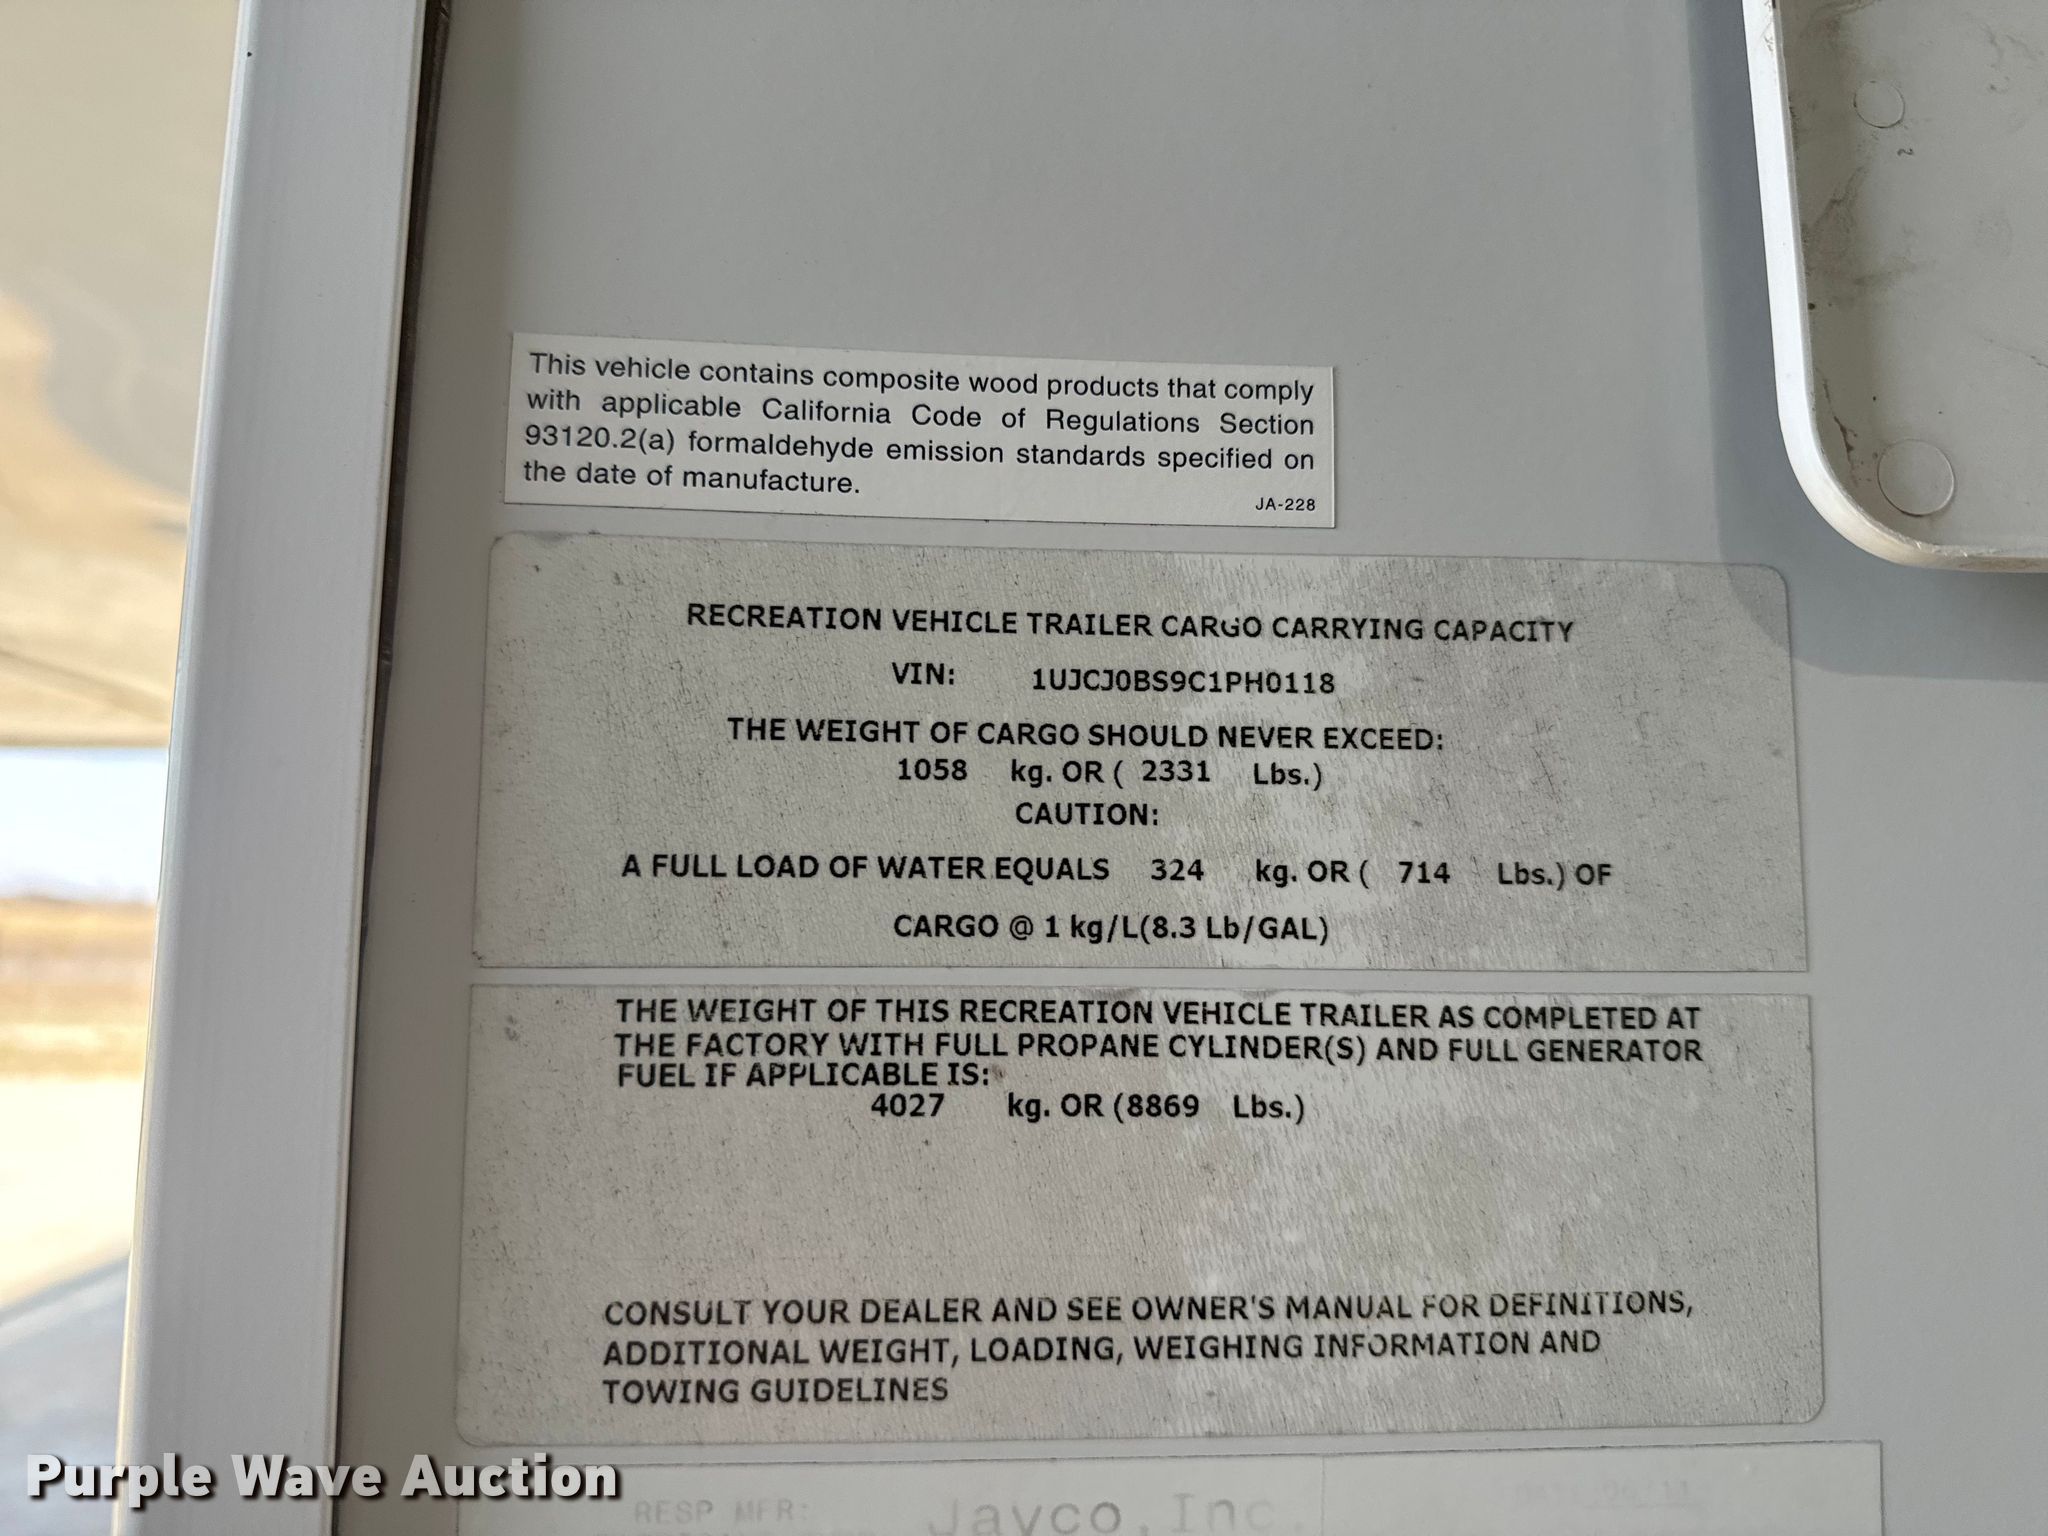 This vehicle contains composite wood products that comply
with applicable California Code of Regulations Section
93120.2(a) formaldehyde emission standards specified on
the date of manufacture.
JA-228
RECREATION VEHICLE TRAILER CARGO CARRYING CAPACITY
VIN: 1UJCJ0BS9C1PH0118
THE WEIGHT OF CARGO SHOULD NEVER EXCEED:
1058 kg. OR ( 2331 Lbs.)
CAUTION:
A FULL LOAD OF WATER EQUALS 324 kg. OR ( 714 Lbs.) OF
CARGO @ 1 kg/L(8.3 Lb/GAL)
THE WEIGHT OF THIS RECREATION VEHICLE TRAILER AS COMPLETED AT
THE FACTORY WITH FULL PROPANE CYLINDER(S) AND FULL GENERATOR
FUEL IF APPLICABLE IS:
4027 kg. OR (8869 Lbs.)
CONSULT YOUR DEALER AND SEE OWNER'S MANUAL FOR DEFINITIONS,
ADDITIONAL WEIGHT, LOADING, WEIGHING INFORMATION AND
TOWING GUIDELINES
RESP MFR: Jayco, Inc.
Purple Wave Auction